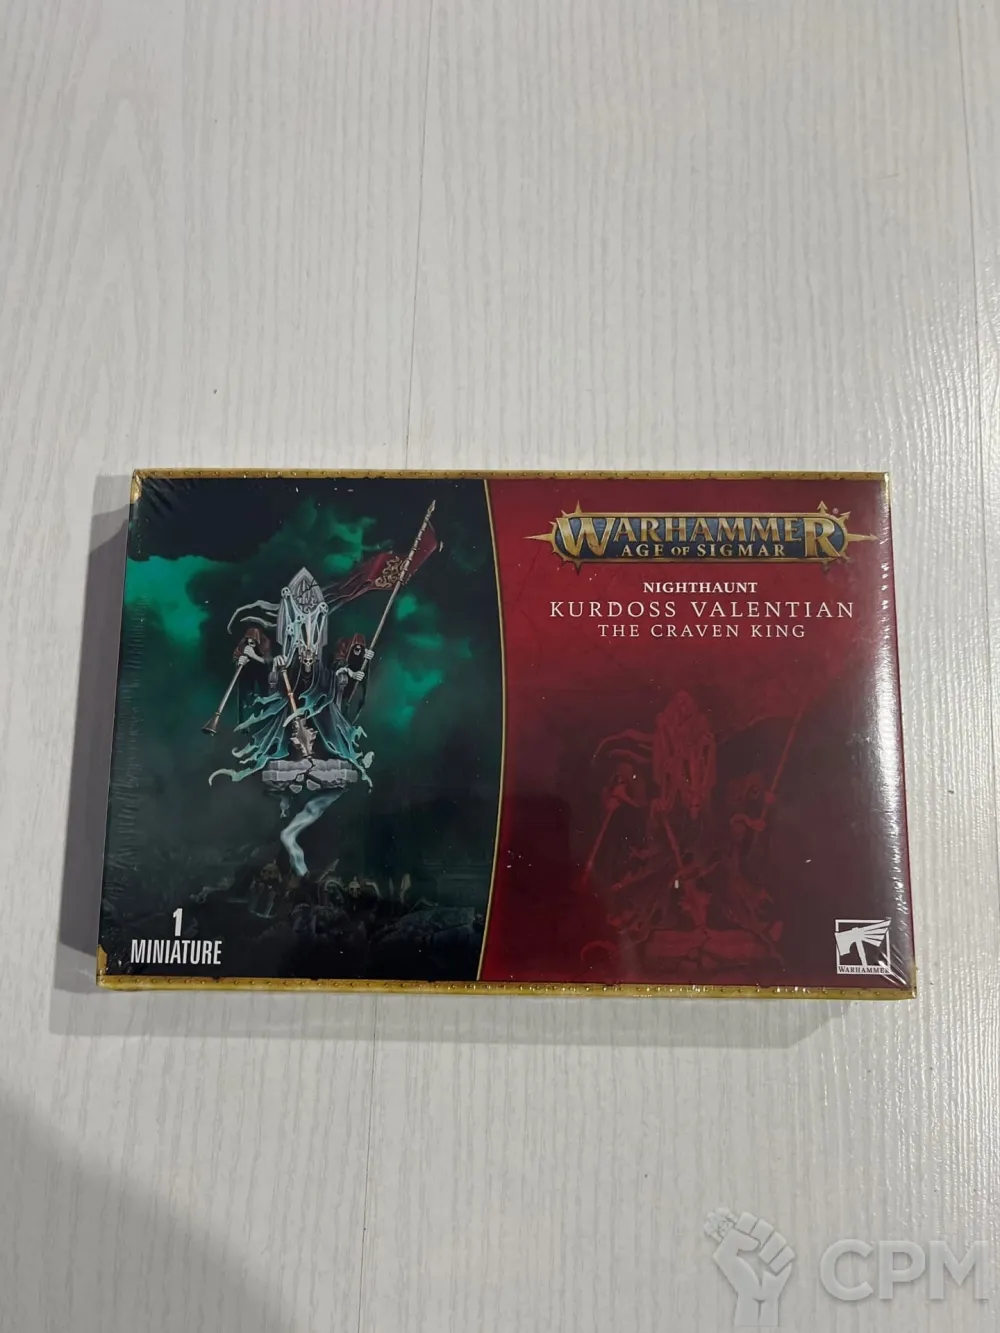 WARHAMMER
AGE OF SIGMAR
NIGHTHAUNT
KURDOSS VALENTIAN
THE CRAVEN KING
1
MINIATURE
WARHAMMER
CPM